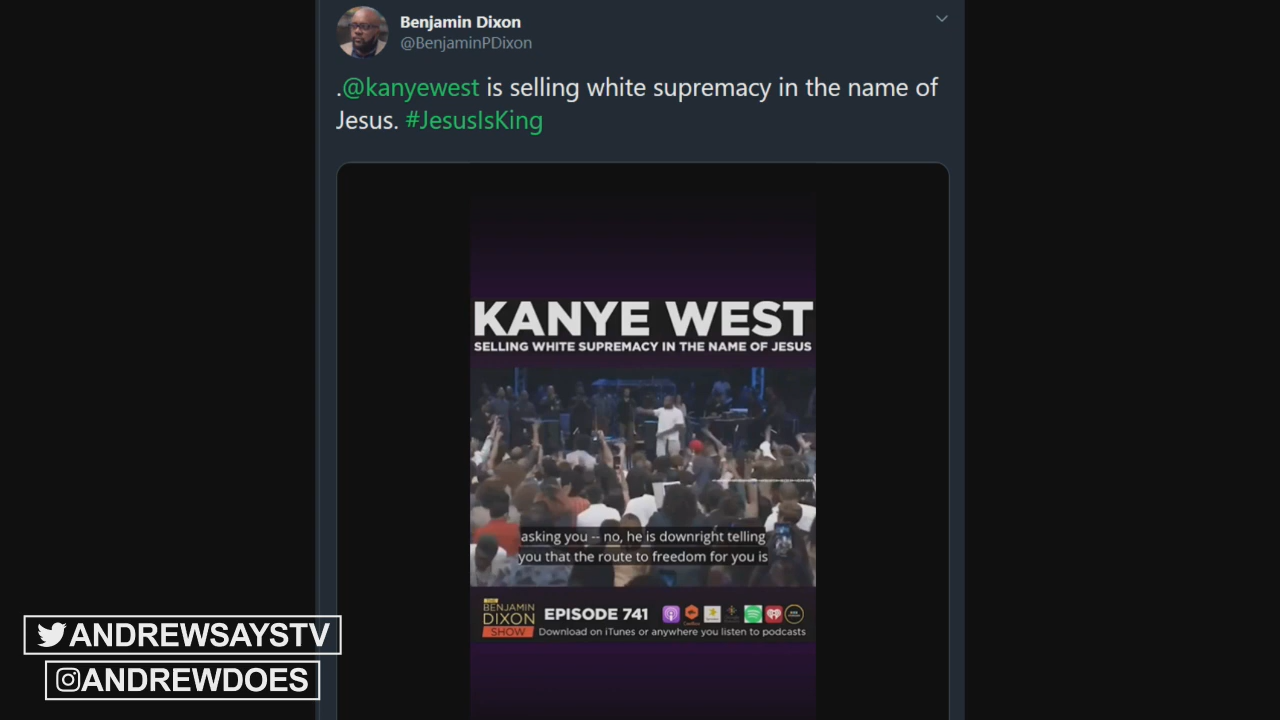 Benjamin Dixon
@BenjaminPDixon
.@kanyewest is selling white supremacy in the name of
Jesus. #JesusIsKing
KANYE WEST
SELLING WHITE SUPREMACY IN THE NAME OF JESUS
asking you -- no, he is downright telling
you that the route to freedom for you is
THE
BENJAMIN
DIXON
SHOW
EPISODE 741
Download on iTunes or anywhere you listen to podcasts
ANDREWSAYSTV
ANDREWDOES